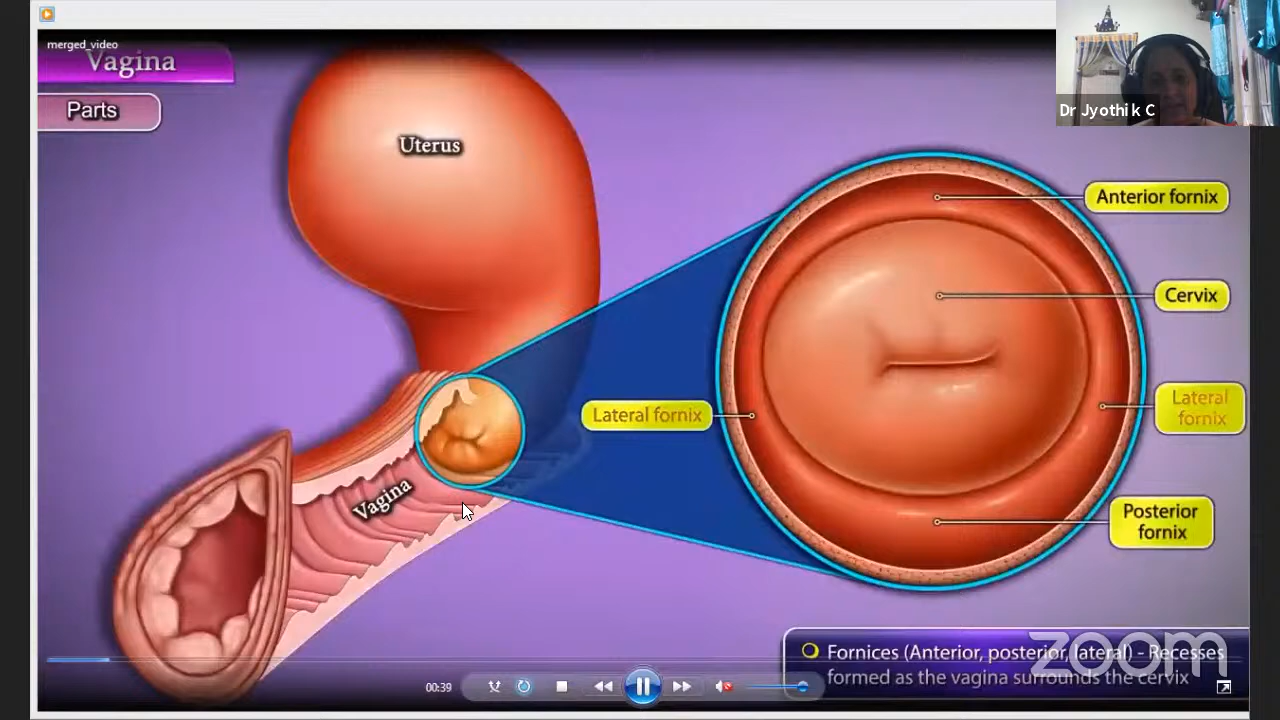 merged_video
Vagina
Parts
Uterus
Dr Jyothik C
Anterior fornix
Cervix
Lateral fornix
Lateral
fornix
Vagina
Posterior
fornix
Fornices (Anterior, posterior, lateral) - Recesses
formed as the vagina surrounds the cervix
zoom
00:39